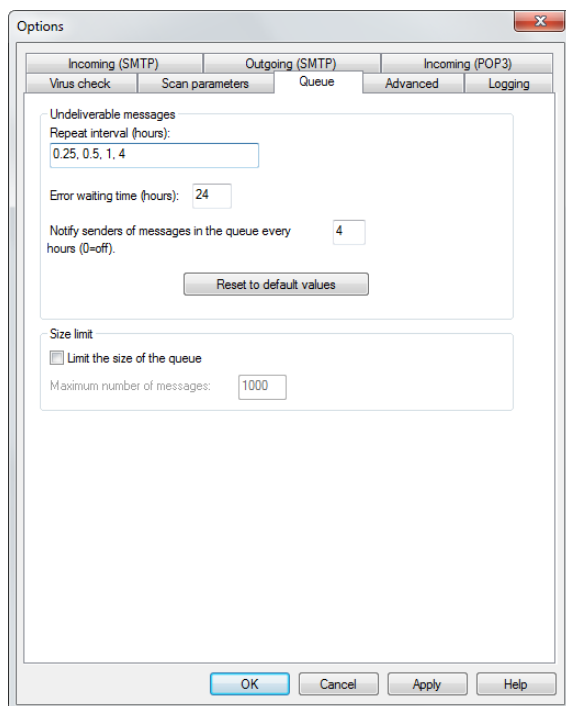 Options
Incoming (SMTP) Outgoing (SMTP) Incoming (POP3)
Virus check Scan parameters Queue Advanced Logging
Undeliverable messages
Repeat interval (hours):
0.25, 0.5, 1, 4
Error waiting time (hours): 24
Notify senders of messages in the queue every 4
hours (0=off).
Reset to default values
Size limit
Limit the size of the queue
Maximum number of messages: 1000
OK Cancel Apply Help